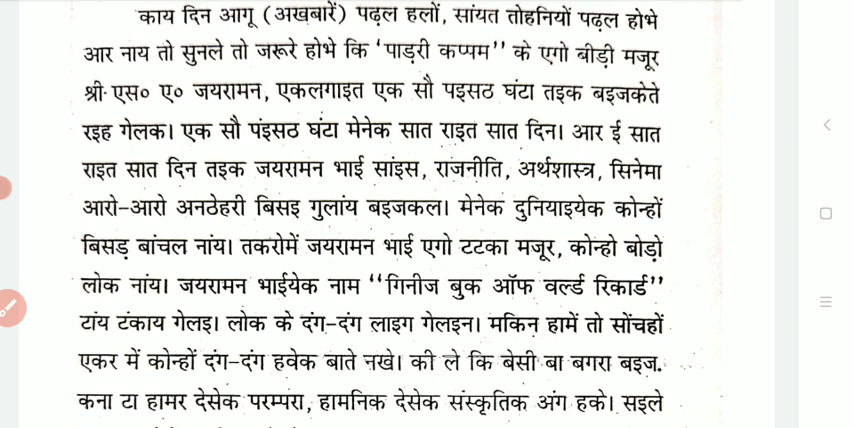 काय दिन आगू (अखबारें) पढ़ल हलों, सांयत तोहनियों पढ़ल होभे
आर नाय तो सुनले तो जरूरे होभे कि 'पाड़री कप्पम'' के एगो बीड़ी मजूर
श्री एस० ए० जयरामन, एकलगाइत एक सौ पइसठ घंटा तइक बइजकेते
रइह गेलक। एक सौ पंइसठ घंटा मेनेक सात राइत सात दिन। आर ई सात
राइत सात दिन तइक जयरामन भाई सांइस, राजनीति, अर्थशास्त्र, सिनेमा
आरो-आरो अनठेहरी बिसइ गुलांय बइजकल। मेनेक दुनियाइयेक कोन्हों
बिसड़ बांचल नांय। तकरोमें जयरामन भाई एगो टटका मजूर, कोन्हो बोड़ो
लोक नांय। जयरामन भाईयेक नाम ''गिनीज बुक ऑफ वर्ल्ड रिकार्ड''
टांय टंकाय गेलइ। लोक के दंग-दंग लाइग गेलइन। मकिन हामें तो सोंचहों
एकर में कोन्हों दंग-दंग हवेक बाते नखे। की ले कि बेसी बा बगरा बइज.
कना टा हामर देसेक परम्परा, हामनिक देसेक संस्कृतिक अंग हके। सइले